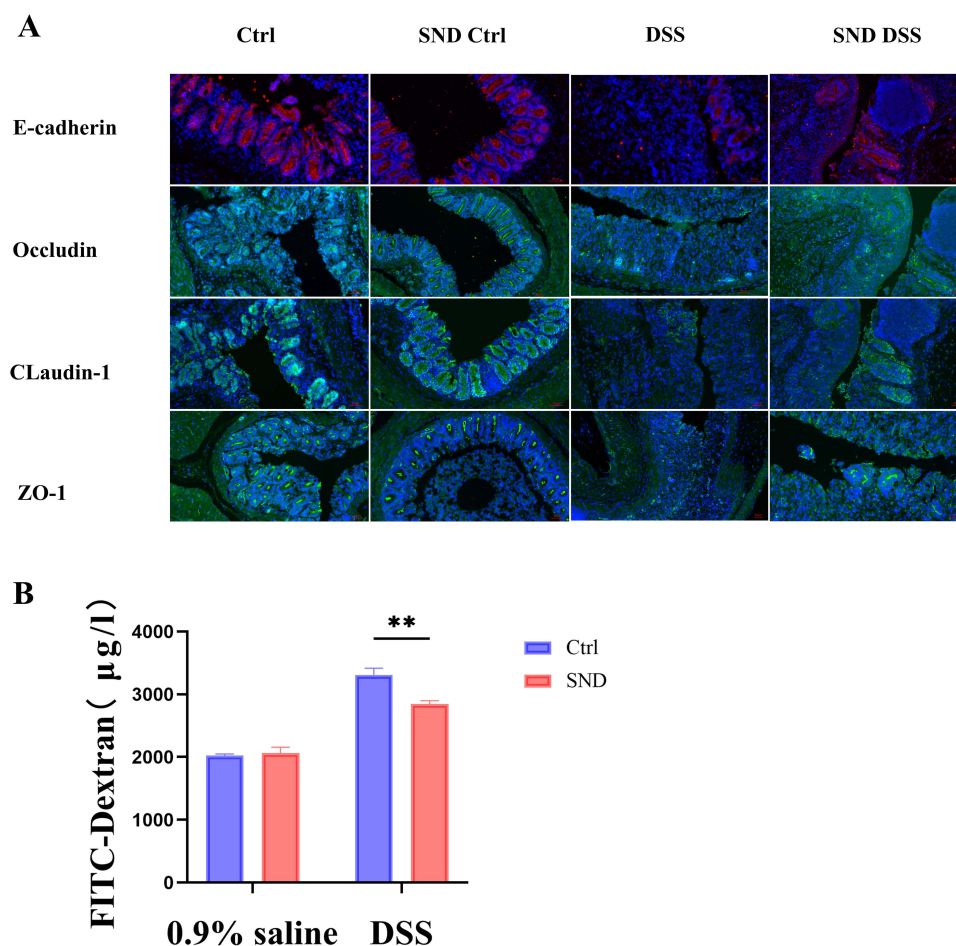 A
Ctrl SND Ctrl DSS SND DSS
E-cadherin
Occludin
CLaudin-1
ZO-1
B
FITC-Dextran( μg/l)
4000
3000
2000
1000
0
**
Ctrl
SND
0.9% saline DSS